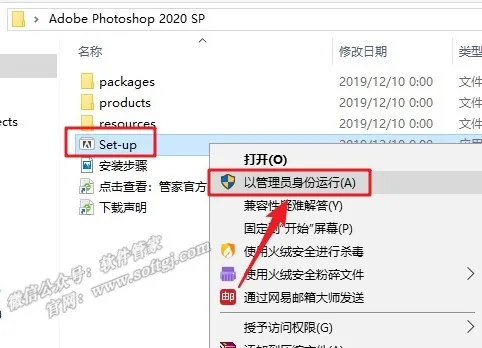 Adobe Photoshop 2020 SP
名称
修改日期
类型
packages
2019/12/10 0:00
文件
products
2019/12/10 0:00
文件
resources
2019/12/10 0:00
文件
Set-up
安装步骤
点击查看：管家官方
下载声明
打开(O)
以管理员身份运行(A)
兼容性疑难解答(Y)
固定到"开始"屏幕(P)
使用火绒安全进行杀毒
使用火绒安全粉碎文件
通过网易邮箱大师发送
授予访问权限(G)
微信公众号：软件管家
官网：www.softgj.com